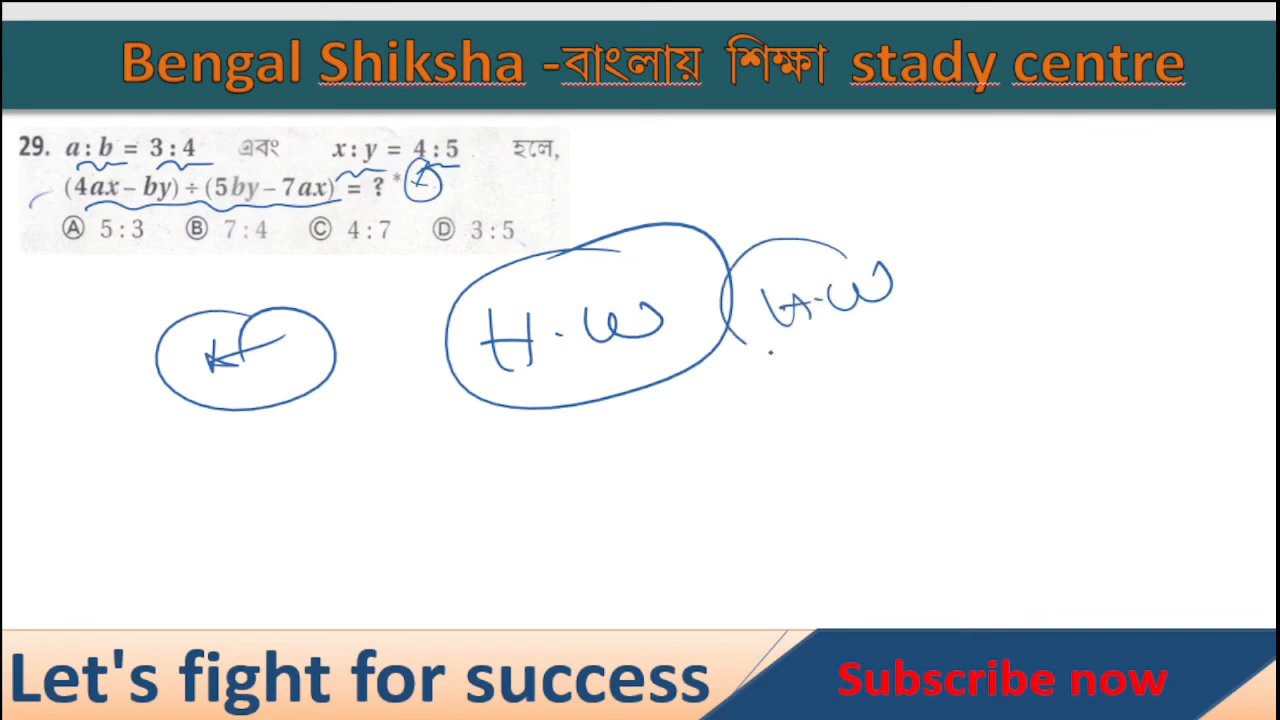 Bengal Shiksha -বাংলায় শিক্ষা stady centre
29. a : b = 3 : 4 এবং x : y = 4 : 5 হলে,
(4ax – by) ÷ (5by – 7ax) = ? *
Ⓐ 5 : 3 Ⓑ 7 : 4 Ⓒ 4 : 7 Ⓓ 3 : 5
H.W H.W
Let's fight for success
Subscribe now